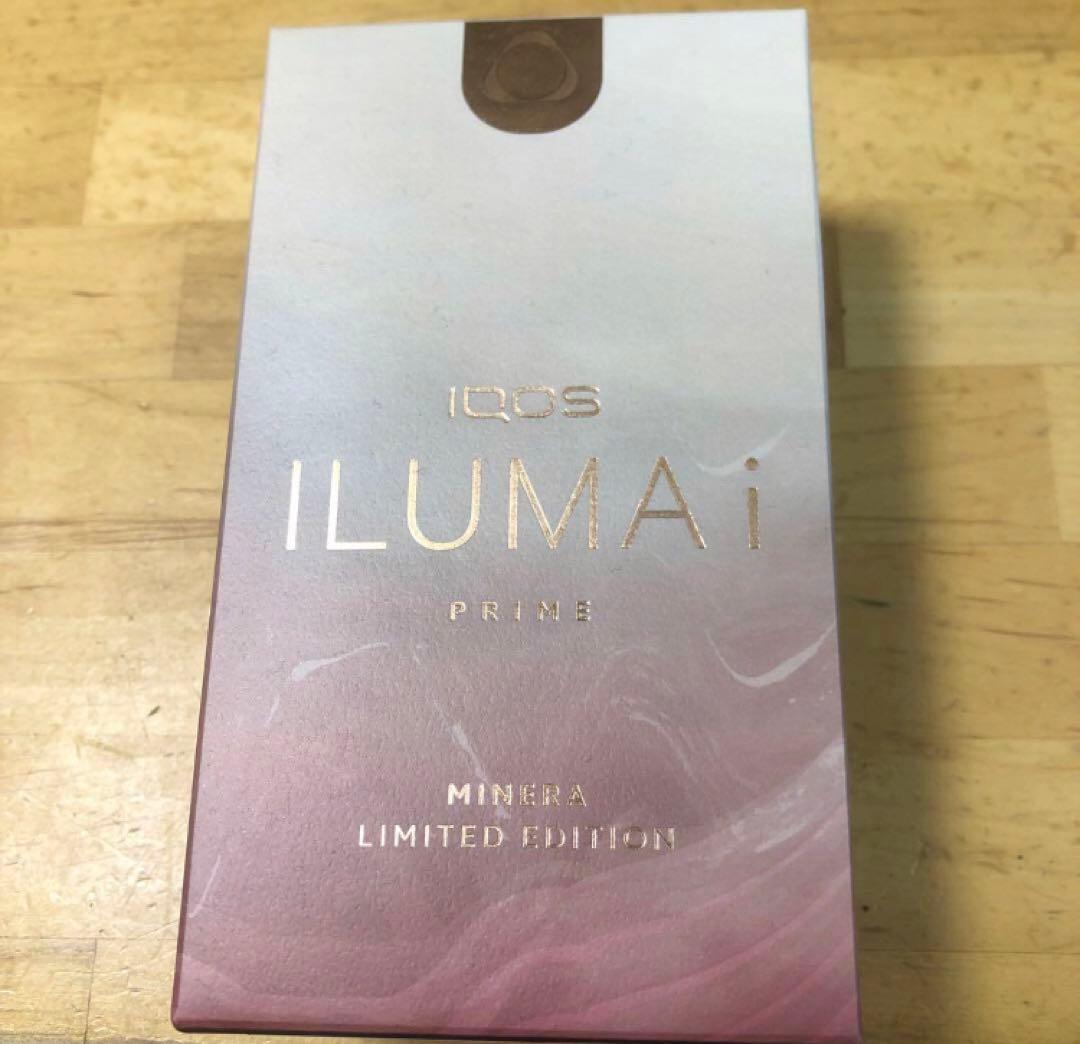 IQOS
ILUMA i
PRIME
MINERA
LIMITED EDITION